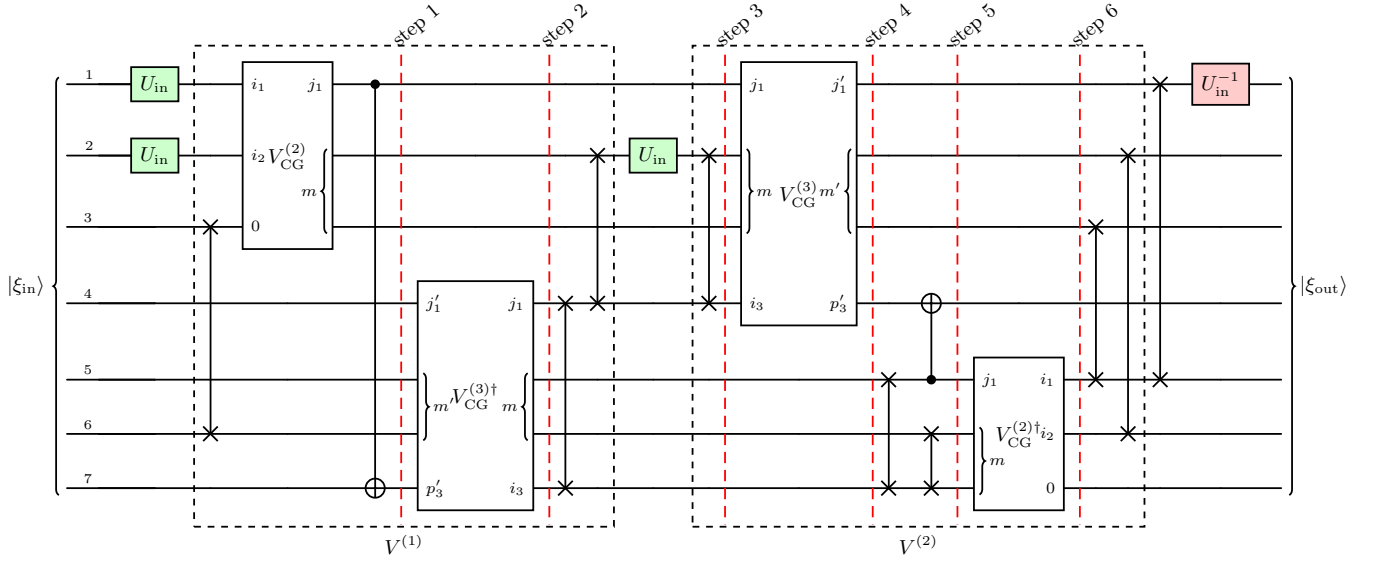 step 1
step 2
step 3
step 4
step 5
step 6
1 U_in i_1 j_1 j_1 j′_1 U_in^{-1}
2 U_in i_2 V_CG^{(2)} U_in
m m V_CG^{(3)} m′
3 0
|ξ_in⟩ |ξ_out⟩
4 j′_1 j_1 i_3 p′_3
5 j_1 i_1
m′ V_CG^{(3)†} m
6 V_CG^{(2)†} i_2
m
7 p′_3 i_3 0
V^{(1)} V^{(2)}